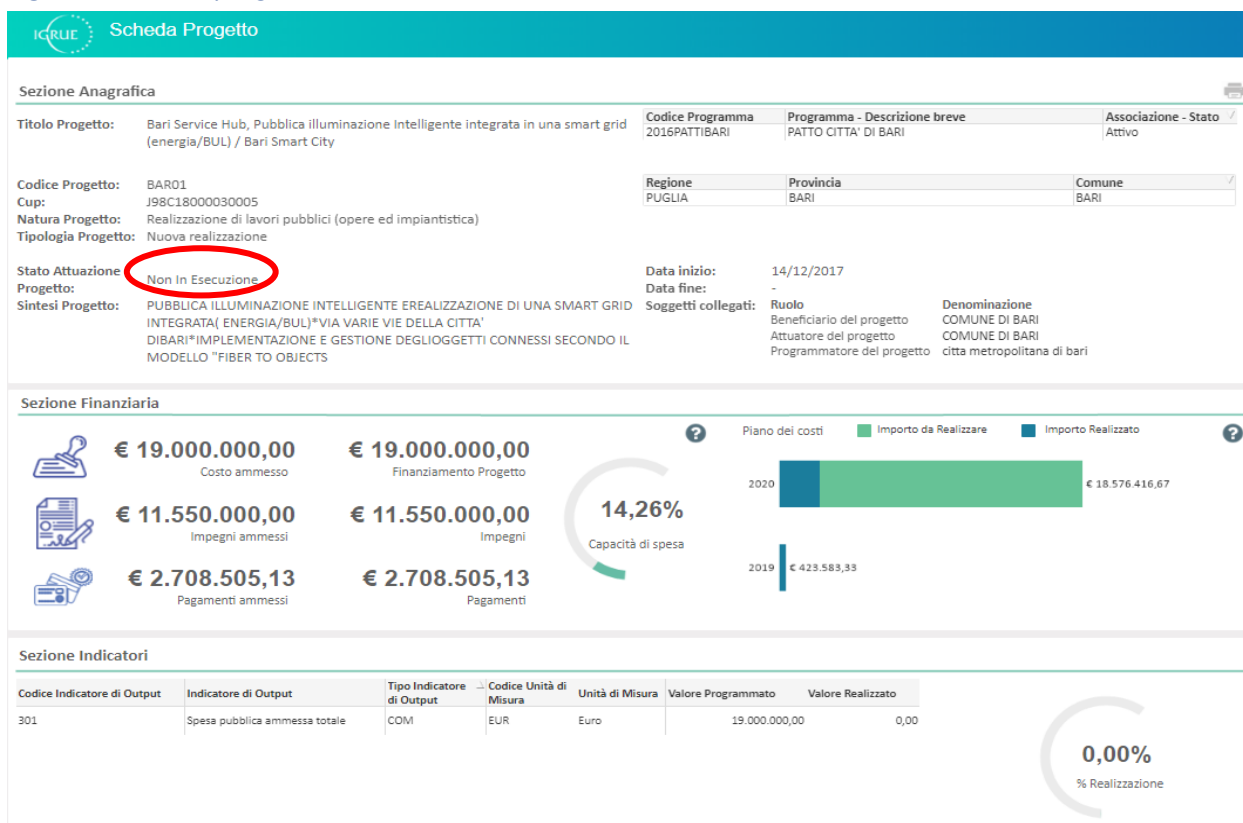 IGRUE Scheda Progetto
Sezione Anagrafica
Titolo Progetto: Bari Service Hub, Pubblica illuminazione Intelligente integrata in una smart grid
(energia/BUL) / Bari Smart City
Codice Programma Programma - Descrizione breve Associazione - Stato
2016PATTIBARI PATTO CITTA' DI BARI Attivo
Codice Progetto: BAR01
Cup: J98C18000030005
Natura Progetto: Realizzazione di lavori pubblici (opere ed impiantistica)
Tipologia Progetto: Nuova realizzazione
Regione Provincia Comune
PUGLIA BARI BARI
Stato Attuazione
Progetto: Non In Esecuzione
Sintesi Progetto: PUBBLICA ILLUMINAZIONE INTELLIGENTE EREALIZZAZIONE DI UNA SMART GRID
INTEGRATA( ENERGIA/BUL)*VIA VARIE VIE DELLA CITTA'
DIBARI*IMPLEMENTAZIONE E GESTIONE DEGLIOGGETTI CONNESSI SECONDO IL
MODELLO "FIBER TO OBJECTS
Data inizio: 14/12/2017
Data fine: -
Soggetti collegati: Ruolo Denominazione
Beneficiario del progetto COMUNE DI BARI
Attuatore del progetto COMUNE DI BARI
Programmatore del progetto citta metropolitana di bari
Sezione Finanziaria
€ 19.000.000,00 € 19.000.000,00
Costo ammesso Finanziamento Progetto
€ 11.550.000,00 € 11.550.000,00
Impegni ammessi Impegni
€ 2.708.505,13 € 2.708.505,13
Pagamenti ammessi Pagamenti
?
14,26%
Capacità di spesa
Piano dei costi Importo da Realizzare Importo Realizzato ?
2020 € 18.576.416,67
2019 € 423.583,33
Sezione Indicatori
Codice Indicatore di Output Indicatore di Output Tipo Indicatore di Output Codice Unità di Misura Unità di Misura Valore Programmato Valore Realizzato
301 Spesa pubblica ammessa totale COM EUR Euro 19.000.000,00 0,00
0,00%
% Realizzazione